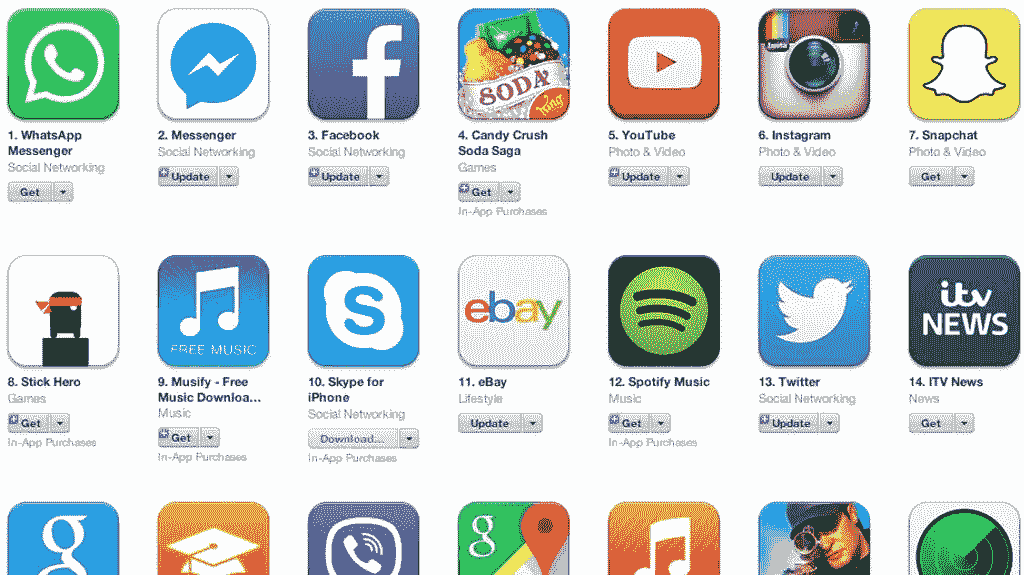 SODA
King
Insta
1. WhatsApp Messenger
Social Networking
Get
2. Messenger
Social Networking
Update
3. Facebook
Social Networking
Update
4. Candy Crush Soda Saga
Games
Get
In-App Purchases
5. YouTube
Photo & Video
Update
6. Instagram
Photo & Video
Update
7. Snapchat
Photo & Video
Get
FREE MUSIC
S
ebay
itv
NEWS
8. Stick Hero
Games
Get
In-App Purchases
9. Musify - Free
Music Downloa...
Music
Get
In-App Purchases
10. Skype for
iPhone
Social Networking
Download...
In-App Purchases
11. eBay
Lifestyle
Update
12. Spotify Music
Music
Get
In-App Purchases
13. Twitter
Social Networking
Update
14. ITV News
News
Get
g
g